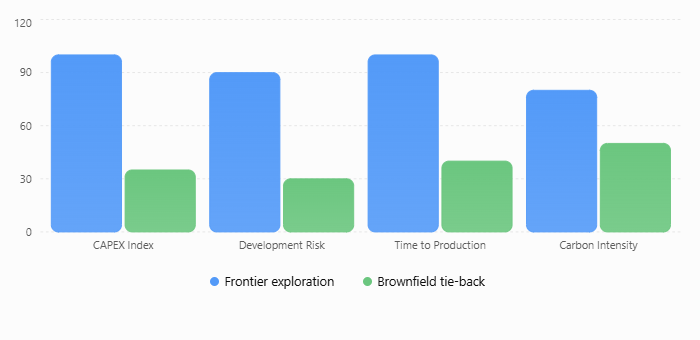 120
90
60
30
0
CAPEX Index Development Risk Time to Production Carbon Intensity
Frontier exploration Brownfield tie-back